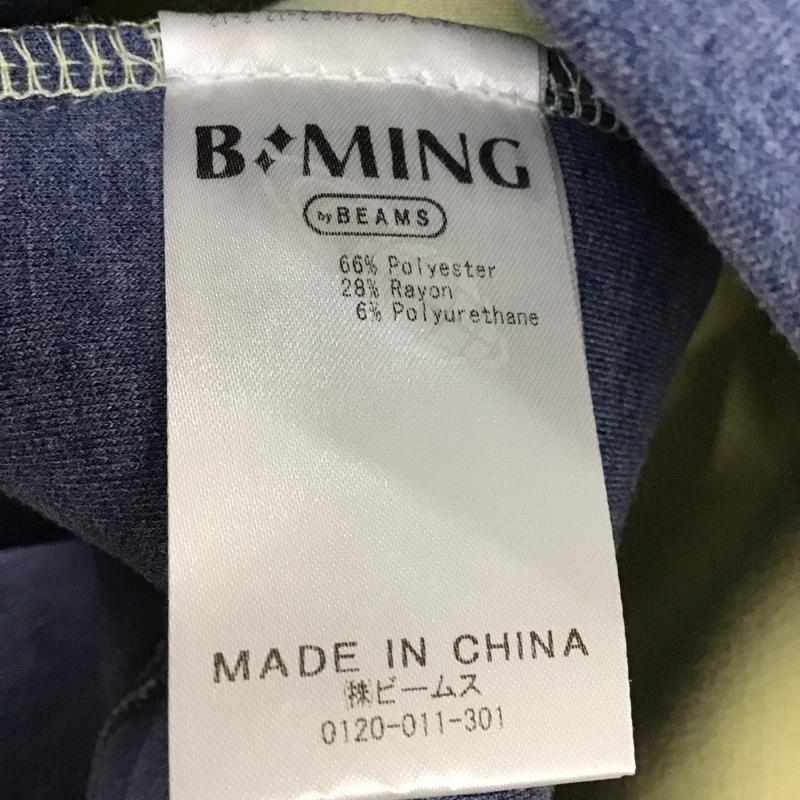 B MING
by BEAMS
66% Polyester
28% Rayon
6% Polyurethane
MADE IN CHINA
㈱ビームス
0120-011-301